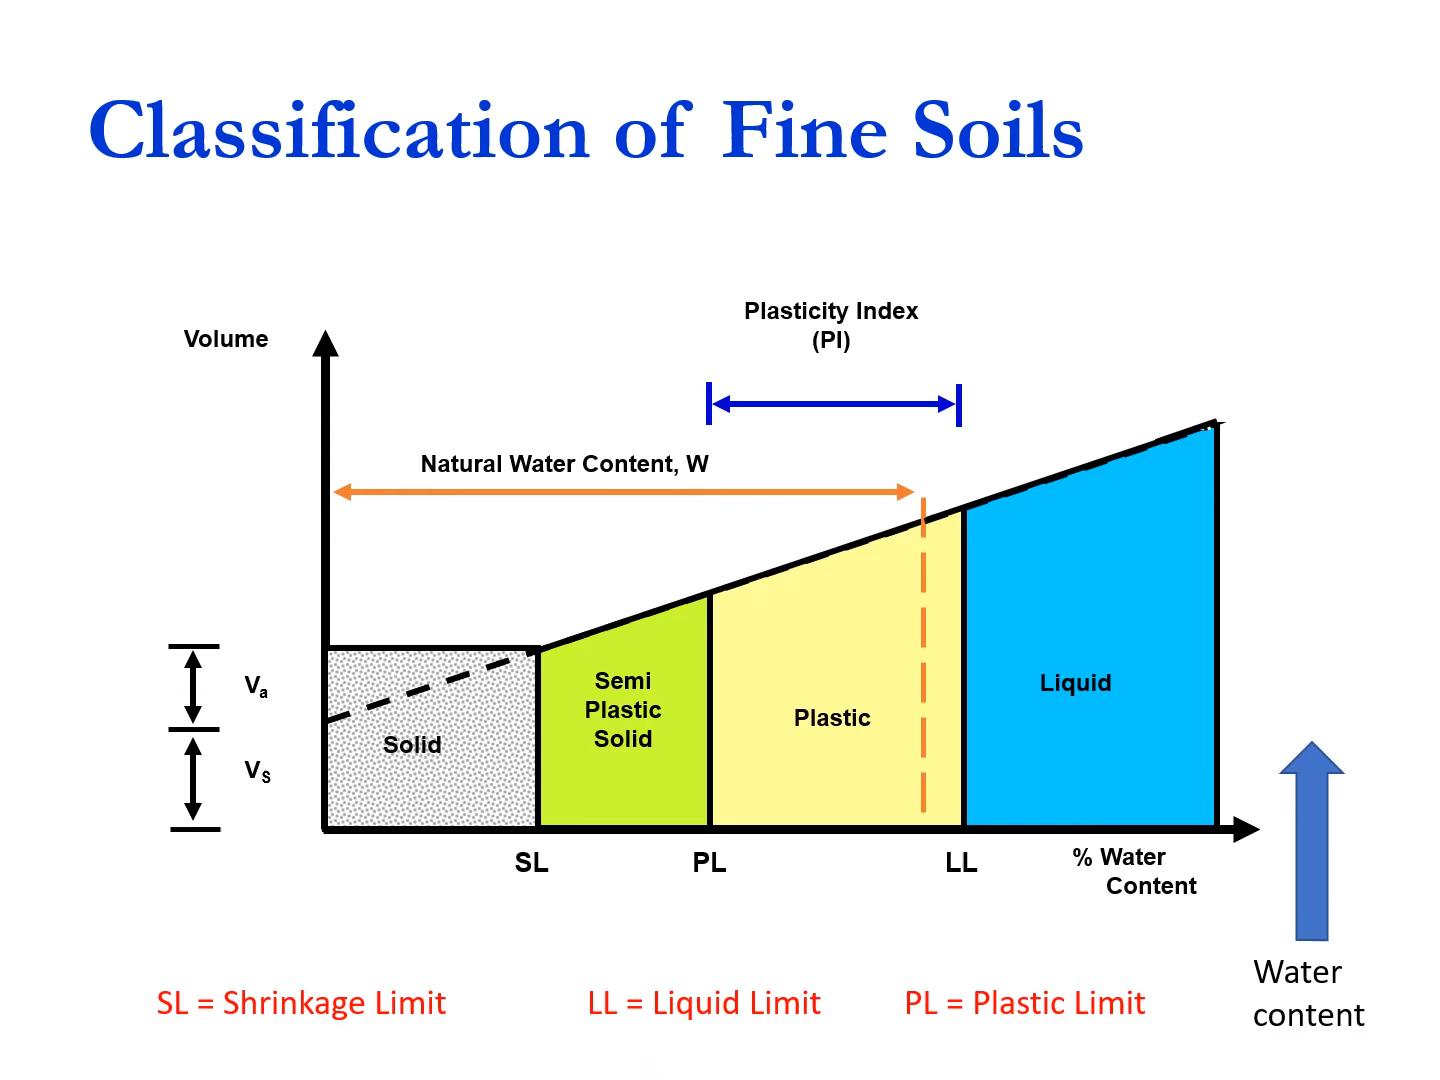 Classification of Fine Soils
Plasticity Index
(PI)
Volume
Natural Water Content, W
Va
Vs
Solid
Semi
Plastic
Solid
Plastic
Liquid
SL
PL
LL
% Water
Content
Water
content
SL = Shrinkage Limit
LL = Liquid Limit
PL = Plastic Limit